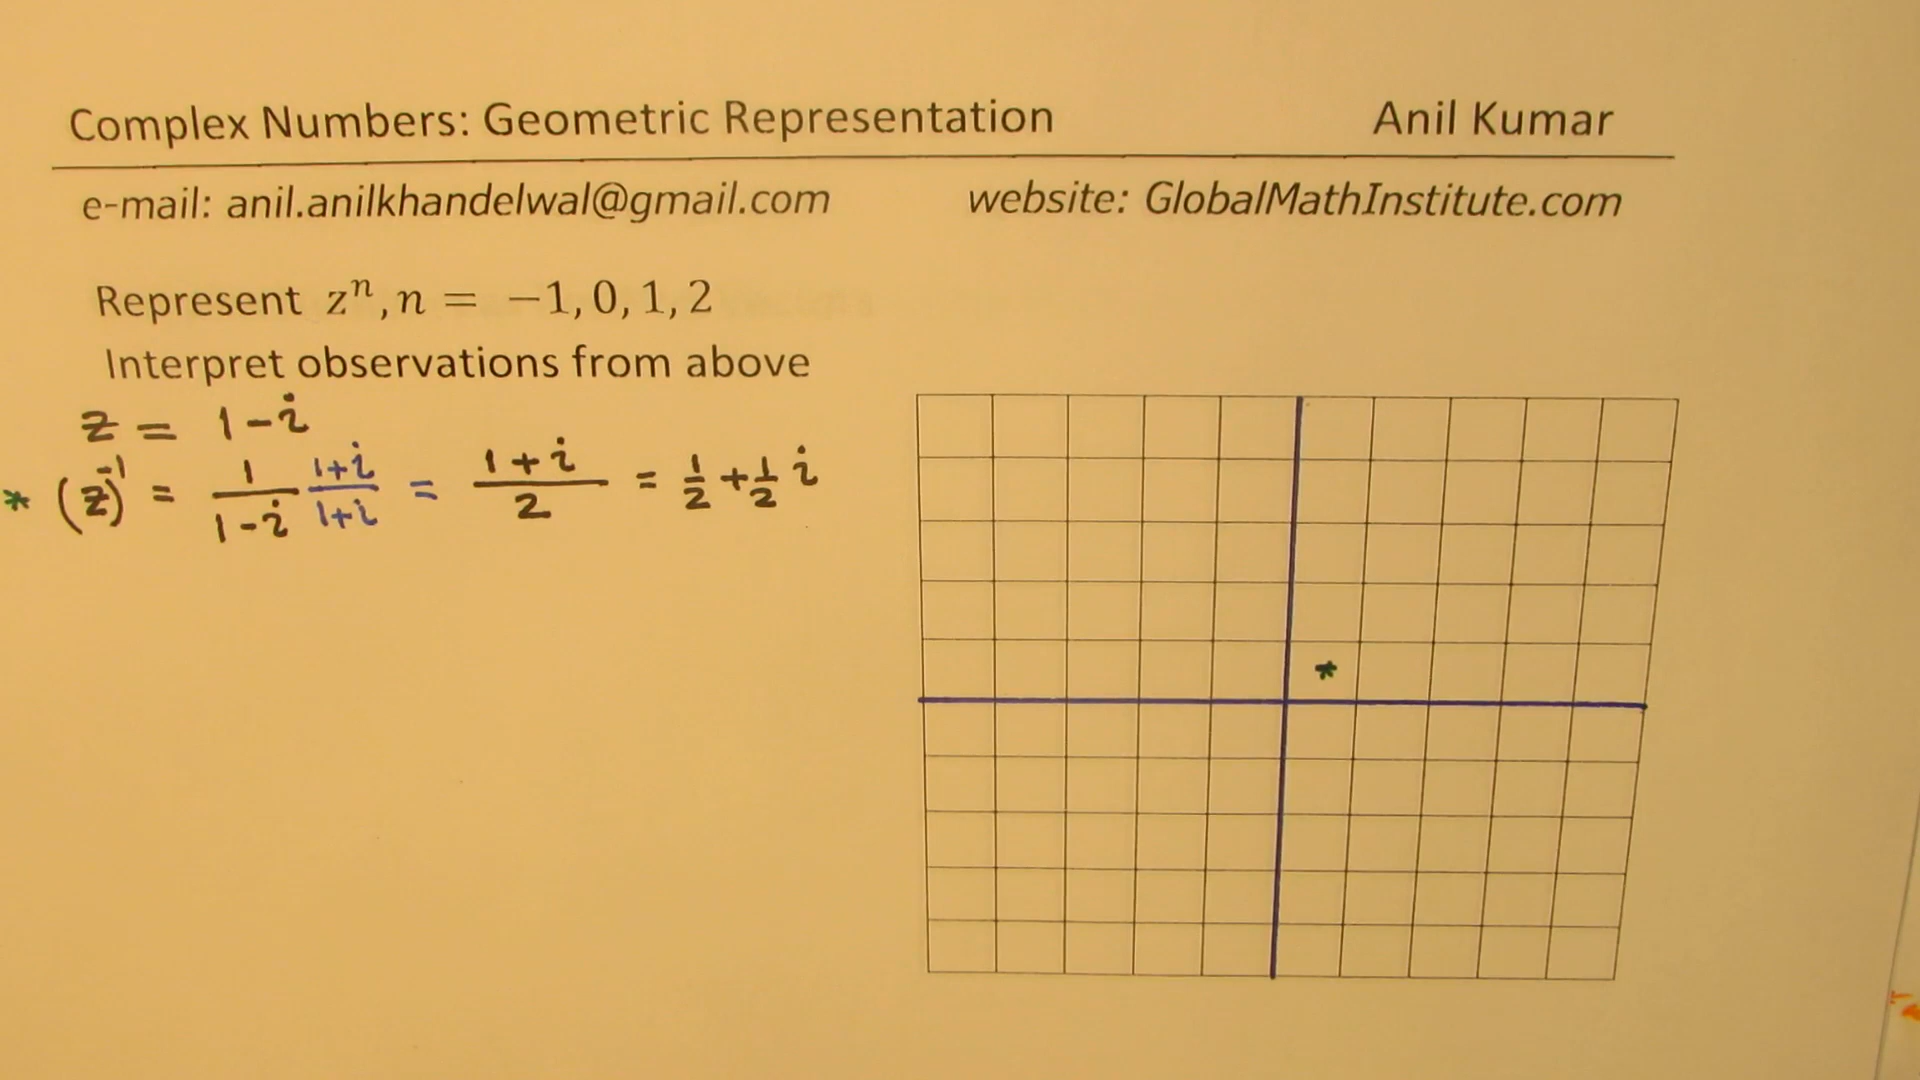 Complex Numbers: Geometric Representation Anil Kumar
e-mail: anil.anilkhandelwal@gmail.com website: GlobalMathInstitute.com
Represent zⁿ, n = −1, 0, 1, 2
Interpret observations from above
z = 1-i
* (z)⁻¹ = 1/(1-i) (1+i)/(1+i) = (1+i)/2 = 1/2 + 1/2 i
*